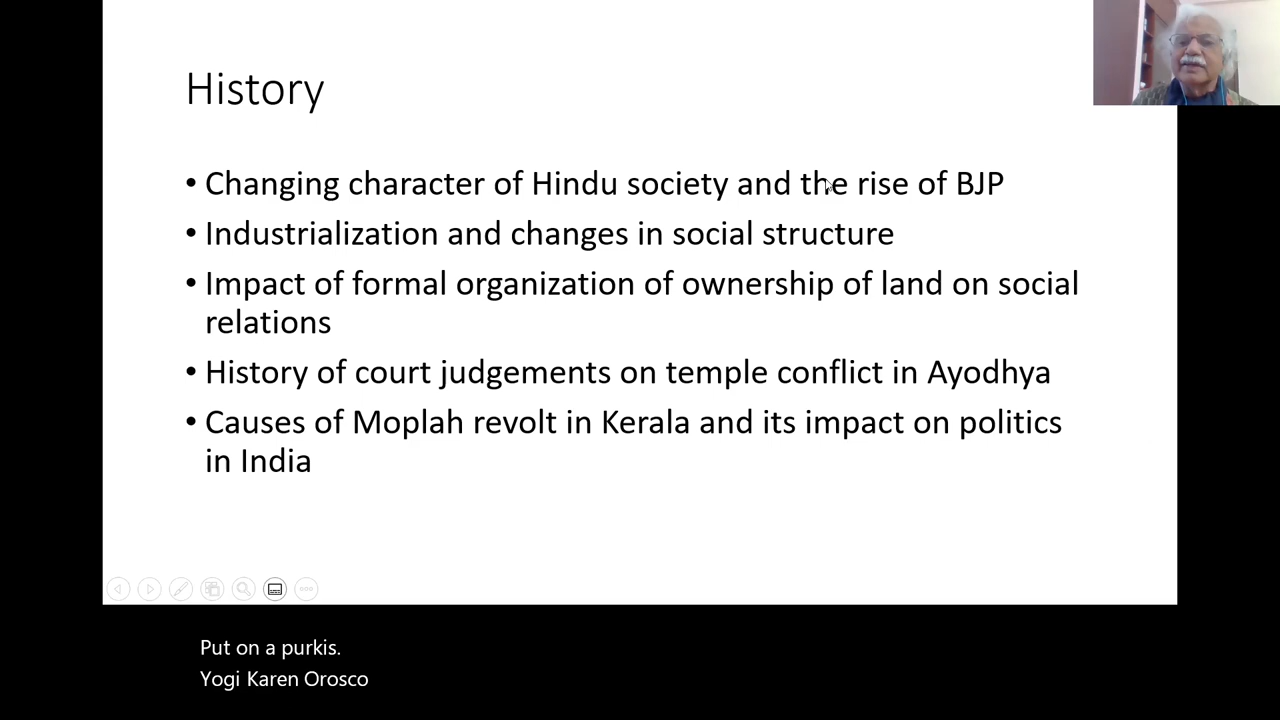 History
• Changing character of Hindu society and the rise of BJP
• Industrialization and changes in social structure
• Impact of formal organization of ownership of land on social
relations
• History of court judgements on temple conflict in Ayodhya
• Causes of Moplah revolt in Kerala and its impact on politics
in India
Put on a purkis.
Yogi Karen Orosco